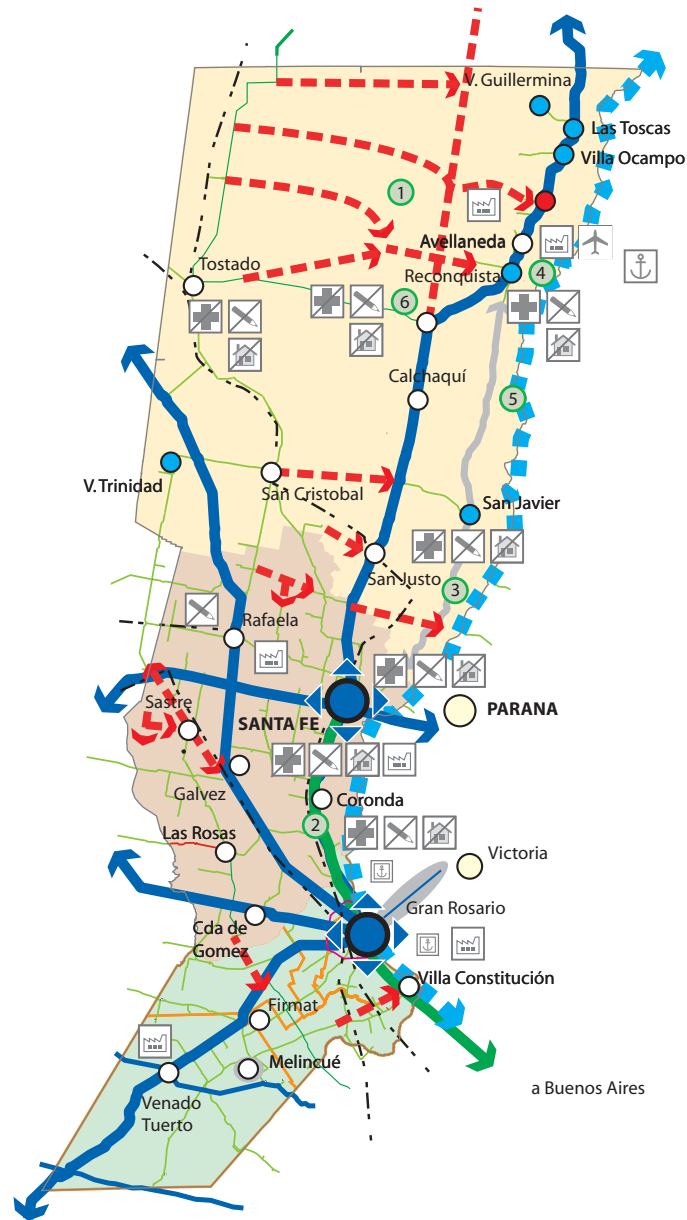 V. Guillermina
Las Toscas
Villa Ocampo
1
Avellaneda
Tostado
Reconquista
4
6
Calchaquí
5
V. Trinidad
San Cristobal
San Javier
San Justo
3
Rafaela
Sastre
SANTA FE
PARANA
Galvez
Coronda
2
Las Rosas
Victoria
Gran Rosario
Cda de
Gomez
Villa Constitución
Firmat
Melincué
a Buenos Aires
Venado
Tuerto